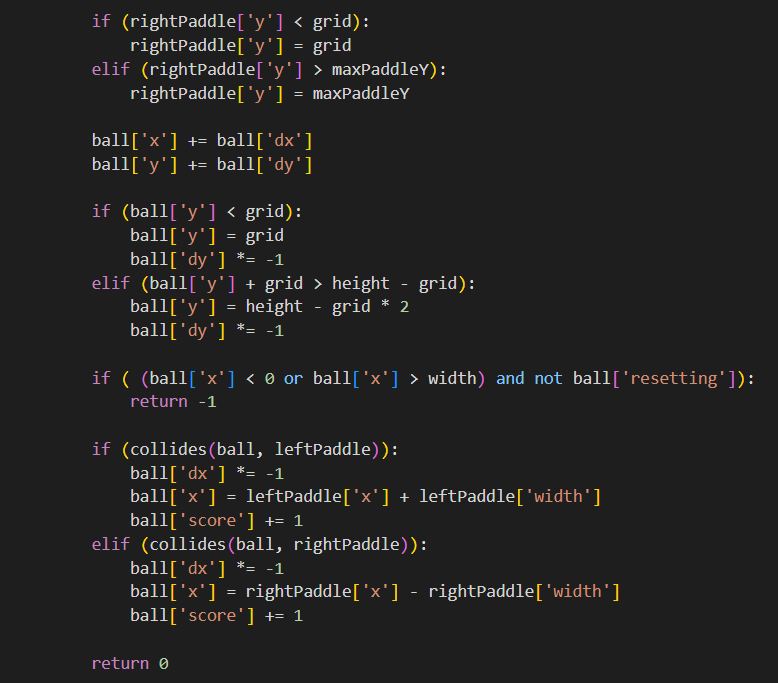 if (rightPaddle['y'] < grid):
    rightPaddle['y'] = grid
elif (rightPaddle['y'] > maxPaddleY):
    rightPaddle['y'] = maxPaddleY

ball['x'] += ball['dx']
ball['y'] += ball['dy']

if (ball['y'] < grid):
    ball['y'] = grid
    ball['dy'] *= -1
elif (ball['y'] + grid > height - grid):
    ball['y'] = height - grid * 2
    ball['dy'] *= -1

if ( (ball['x'] < 0 or ball['x'] > width) and not ball['resetting']):
    return -1

if (collides(ball, leftPaddle)):
    ball['dx'] *= -1
    ball['x'] = leftPaddle['x'] + leftPaddle['width']
    ball['score'] += 1
elif (collides(ball, rightPaddle)):
    ball['dx'] *= -1
    ball['x'] = rightPaddle['x'] - rightPaddle['width']
    ball['score'] += 1

return 0